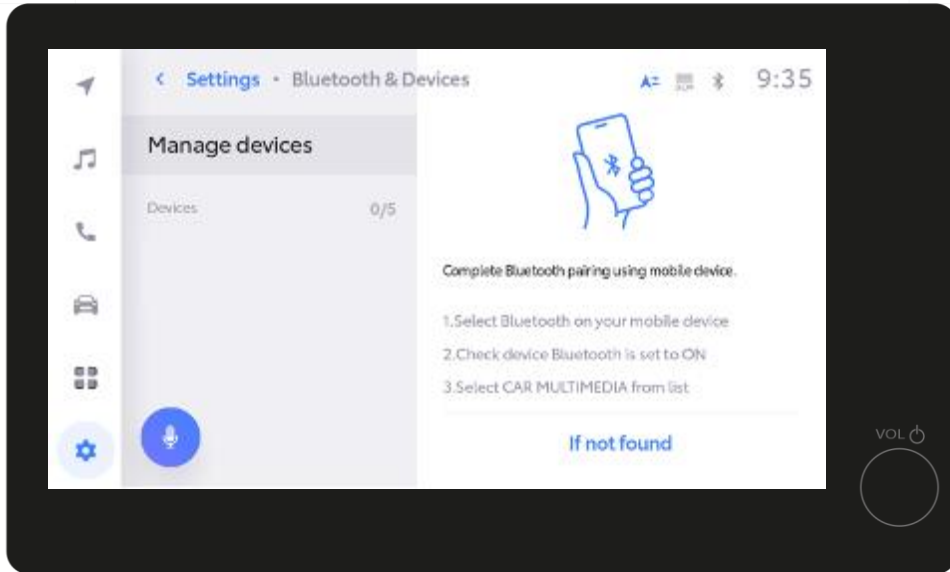 Settings • Bluetooth & Devices
9:35
Manage devices
Devices 0/5
Complete Bluetooth pairing using mobile device.
1.Select Bluetooth on your mobile device
2.Check device Bluetooth is set to ON
3.Select CAR MULTIMEDIA from list
If not found
VOL